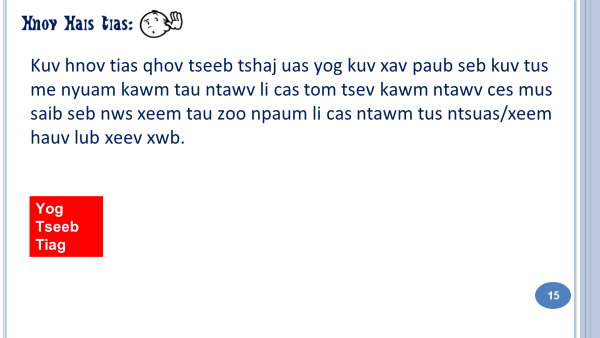 Hnov Hais tias:
Kuv hnov tias qhov tseeb tshaj uas yog kuv xav paub seb kuv tus
me nyuam kawm tau ntawv li cas tom tsev kawm ntawv ces mus
saib seb nws xeem tau zoo npaum li cas ntawm tus ntsuas/xeem
hauv lub xeev xwb.
Yog
Tseeb
Tiag
15